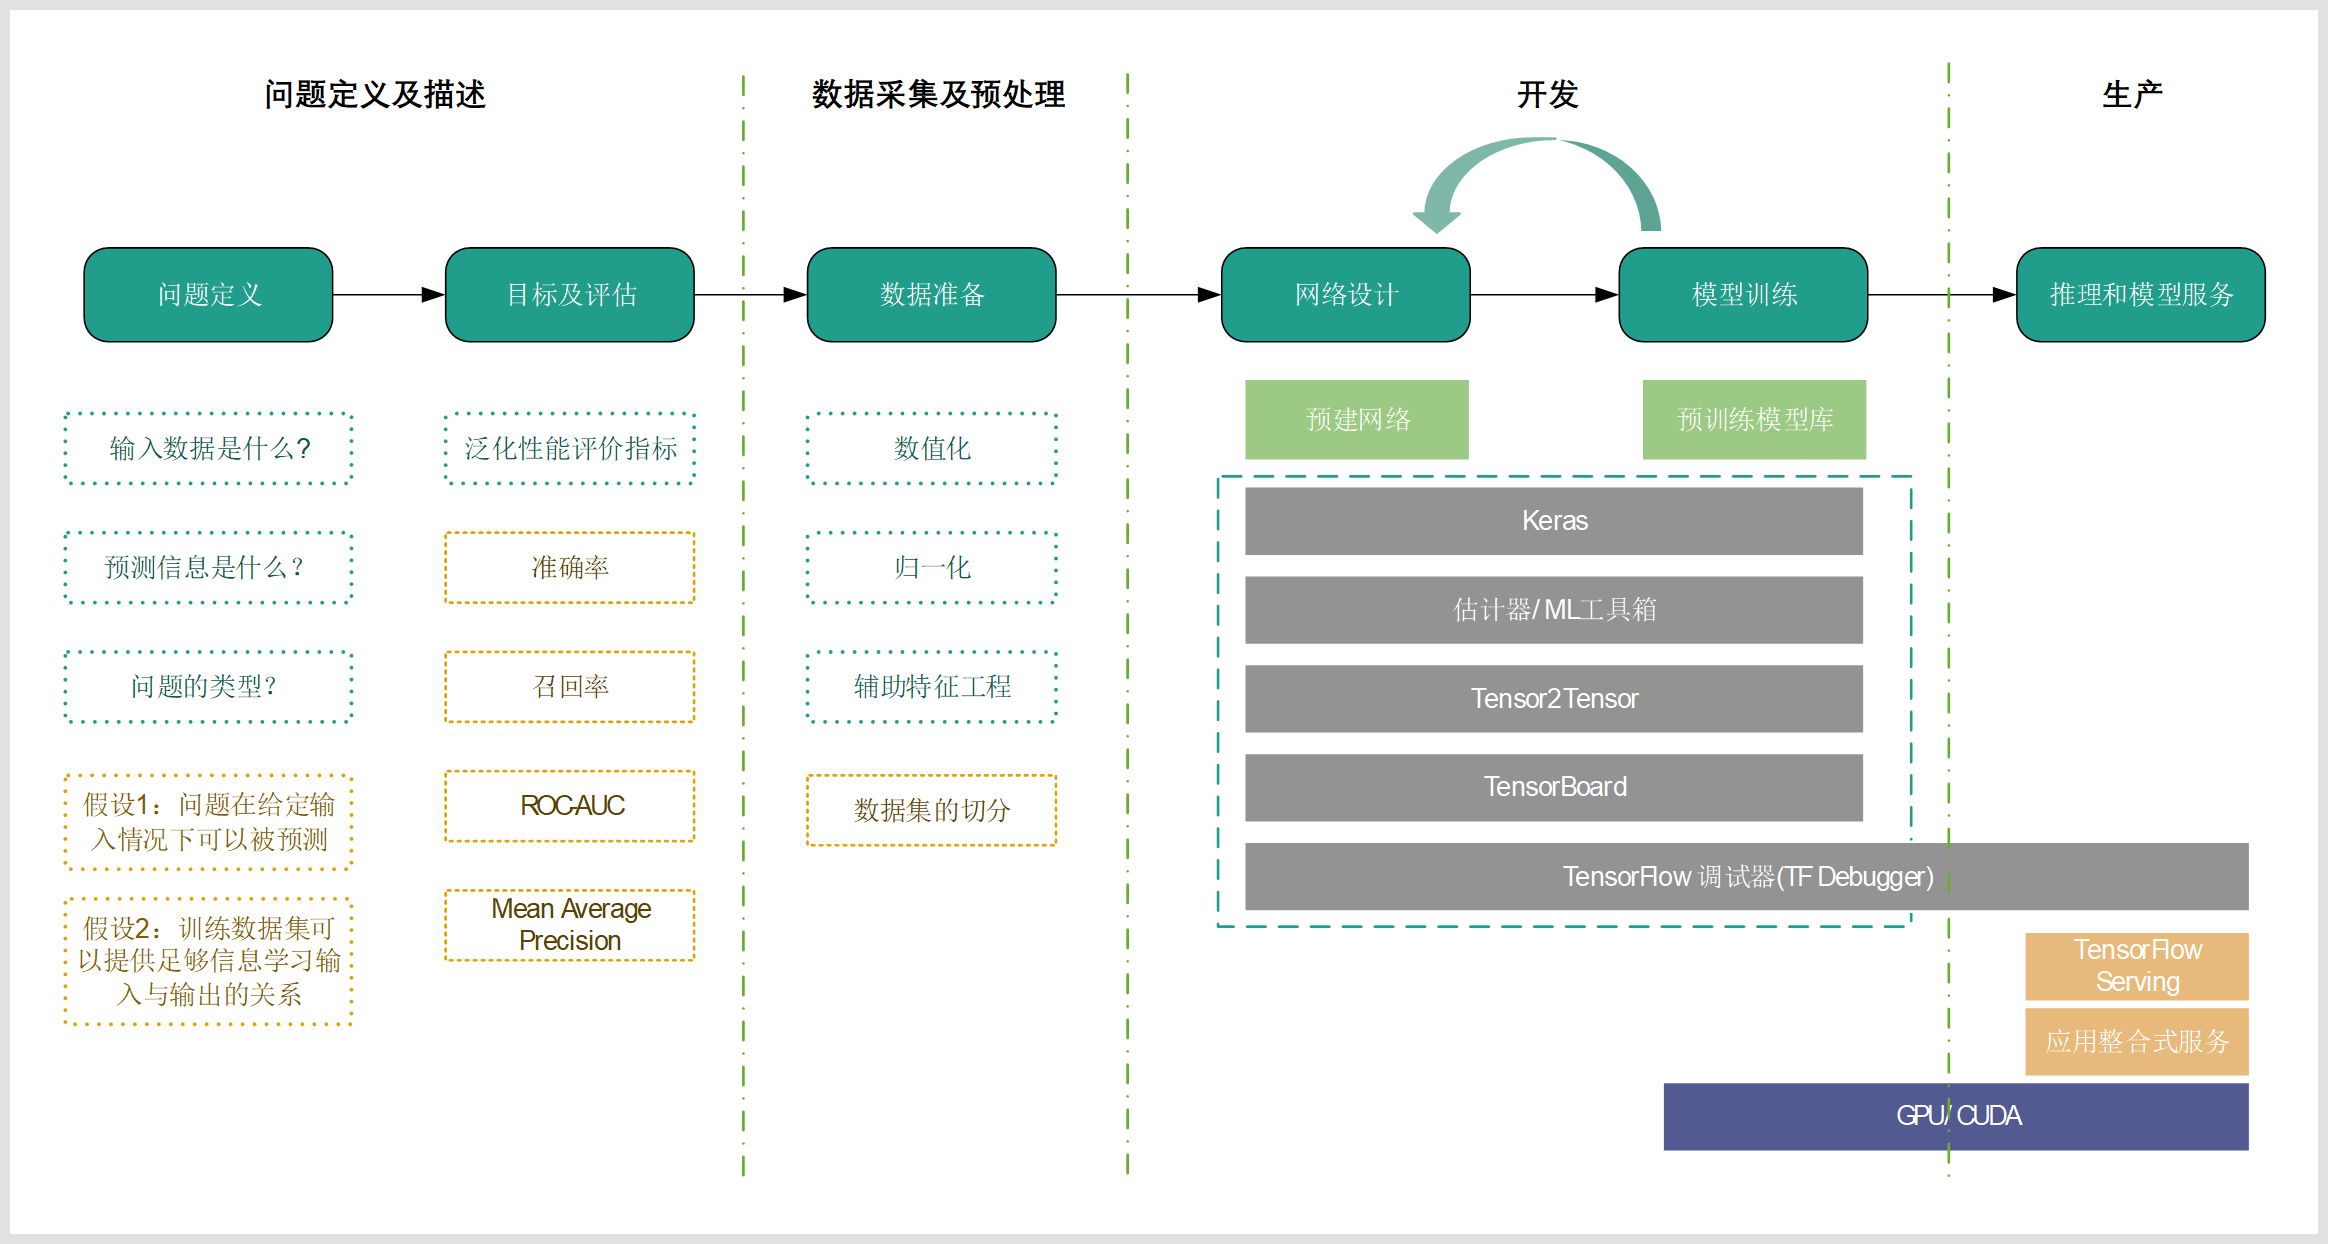 问题定义及描述
数据采集及预处理
开发
生产
问题定义
目标及评估
数据准备
网络设计
模型训练
推理和模型服务
输入数据是什么?
预测信息是什么?
问题的类型?
假设1：问题在给定输
入情况下可以被预测
假设2：训练数据集可
以提供足够信息学习输
入与输出的关系
泛化性能评价指标
准确率
召回率
ROC-AUC
Mean Average
Precision
数值化
归一化
辅助特征工程
数据集的切分
预建网络
预训练模型库
Keras
估计器/ ML工具箱
Tensor2Tensor
TensorBoard
TensorFlow 调试器(TF Debugger)
TensorFlow
Serving
应用整合式服务
GPU/ CUDA